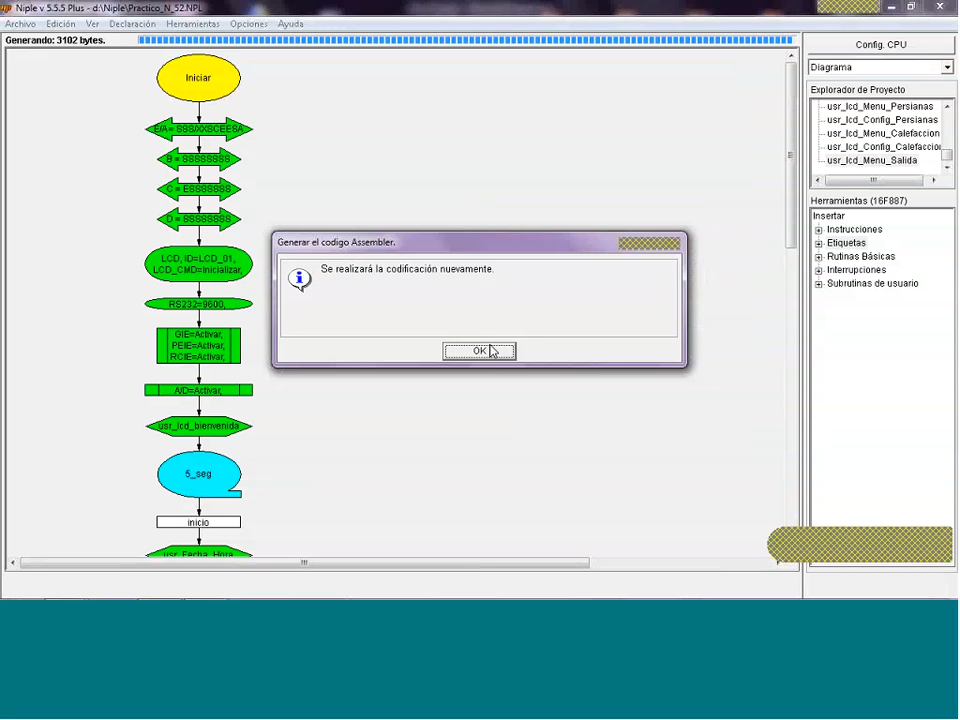 Niple v 5.5.5 Plus - d:\Niple\Practico_N_52.NPL
Archivo Edición Ver Declaración Herramientas Opciones Ayuda
Generando: 3102 bytes.
Config. CPU
Diagrama
Explorador de Proyecto
usr_lcd_Menu_Persianas
usr_lcd_Config_Persianas
usr_lcd_Menu_Calefaccion
usr_lcd_Config_Calefaccio
usr_lcd_Menu_Salida
Herramientas (16F887)
Insertar
Instrucciones
Etiquetas
Rutinas Básicas
Interrupciones
Subrutinas de usuario
Iniciar
B = SSSSSSSS
C = ESSSSSSS
D = SSSSSSSS
LCD, ID=LCD_01,
LCD_CMD=Inicializar,
RS232=9600,
GIE=Activar,
PEIE=Activar,
RCIE=Activar,
A/D=Activar,
usr_lcd_bienvenida
5_seg
inicio
usr_Fecha_Hora
Generar el codigo Assembler.
Se realizará la codificación nuevamente.
OK